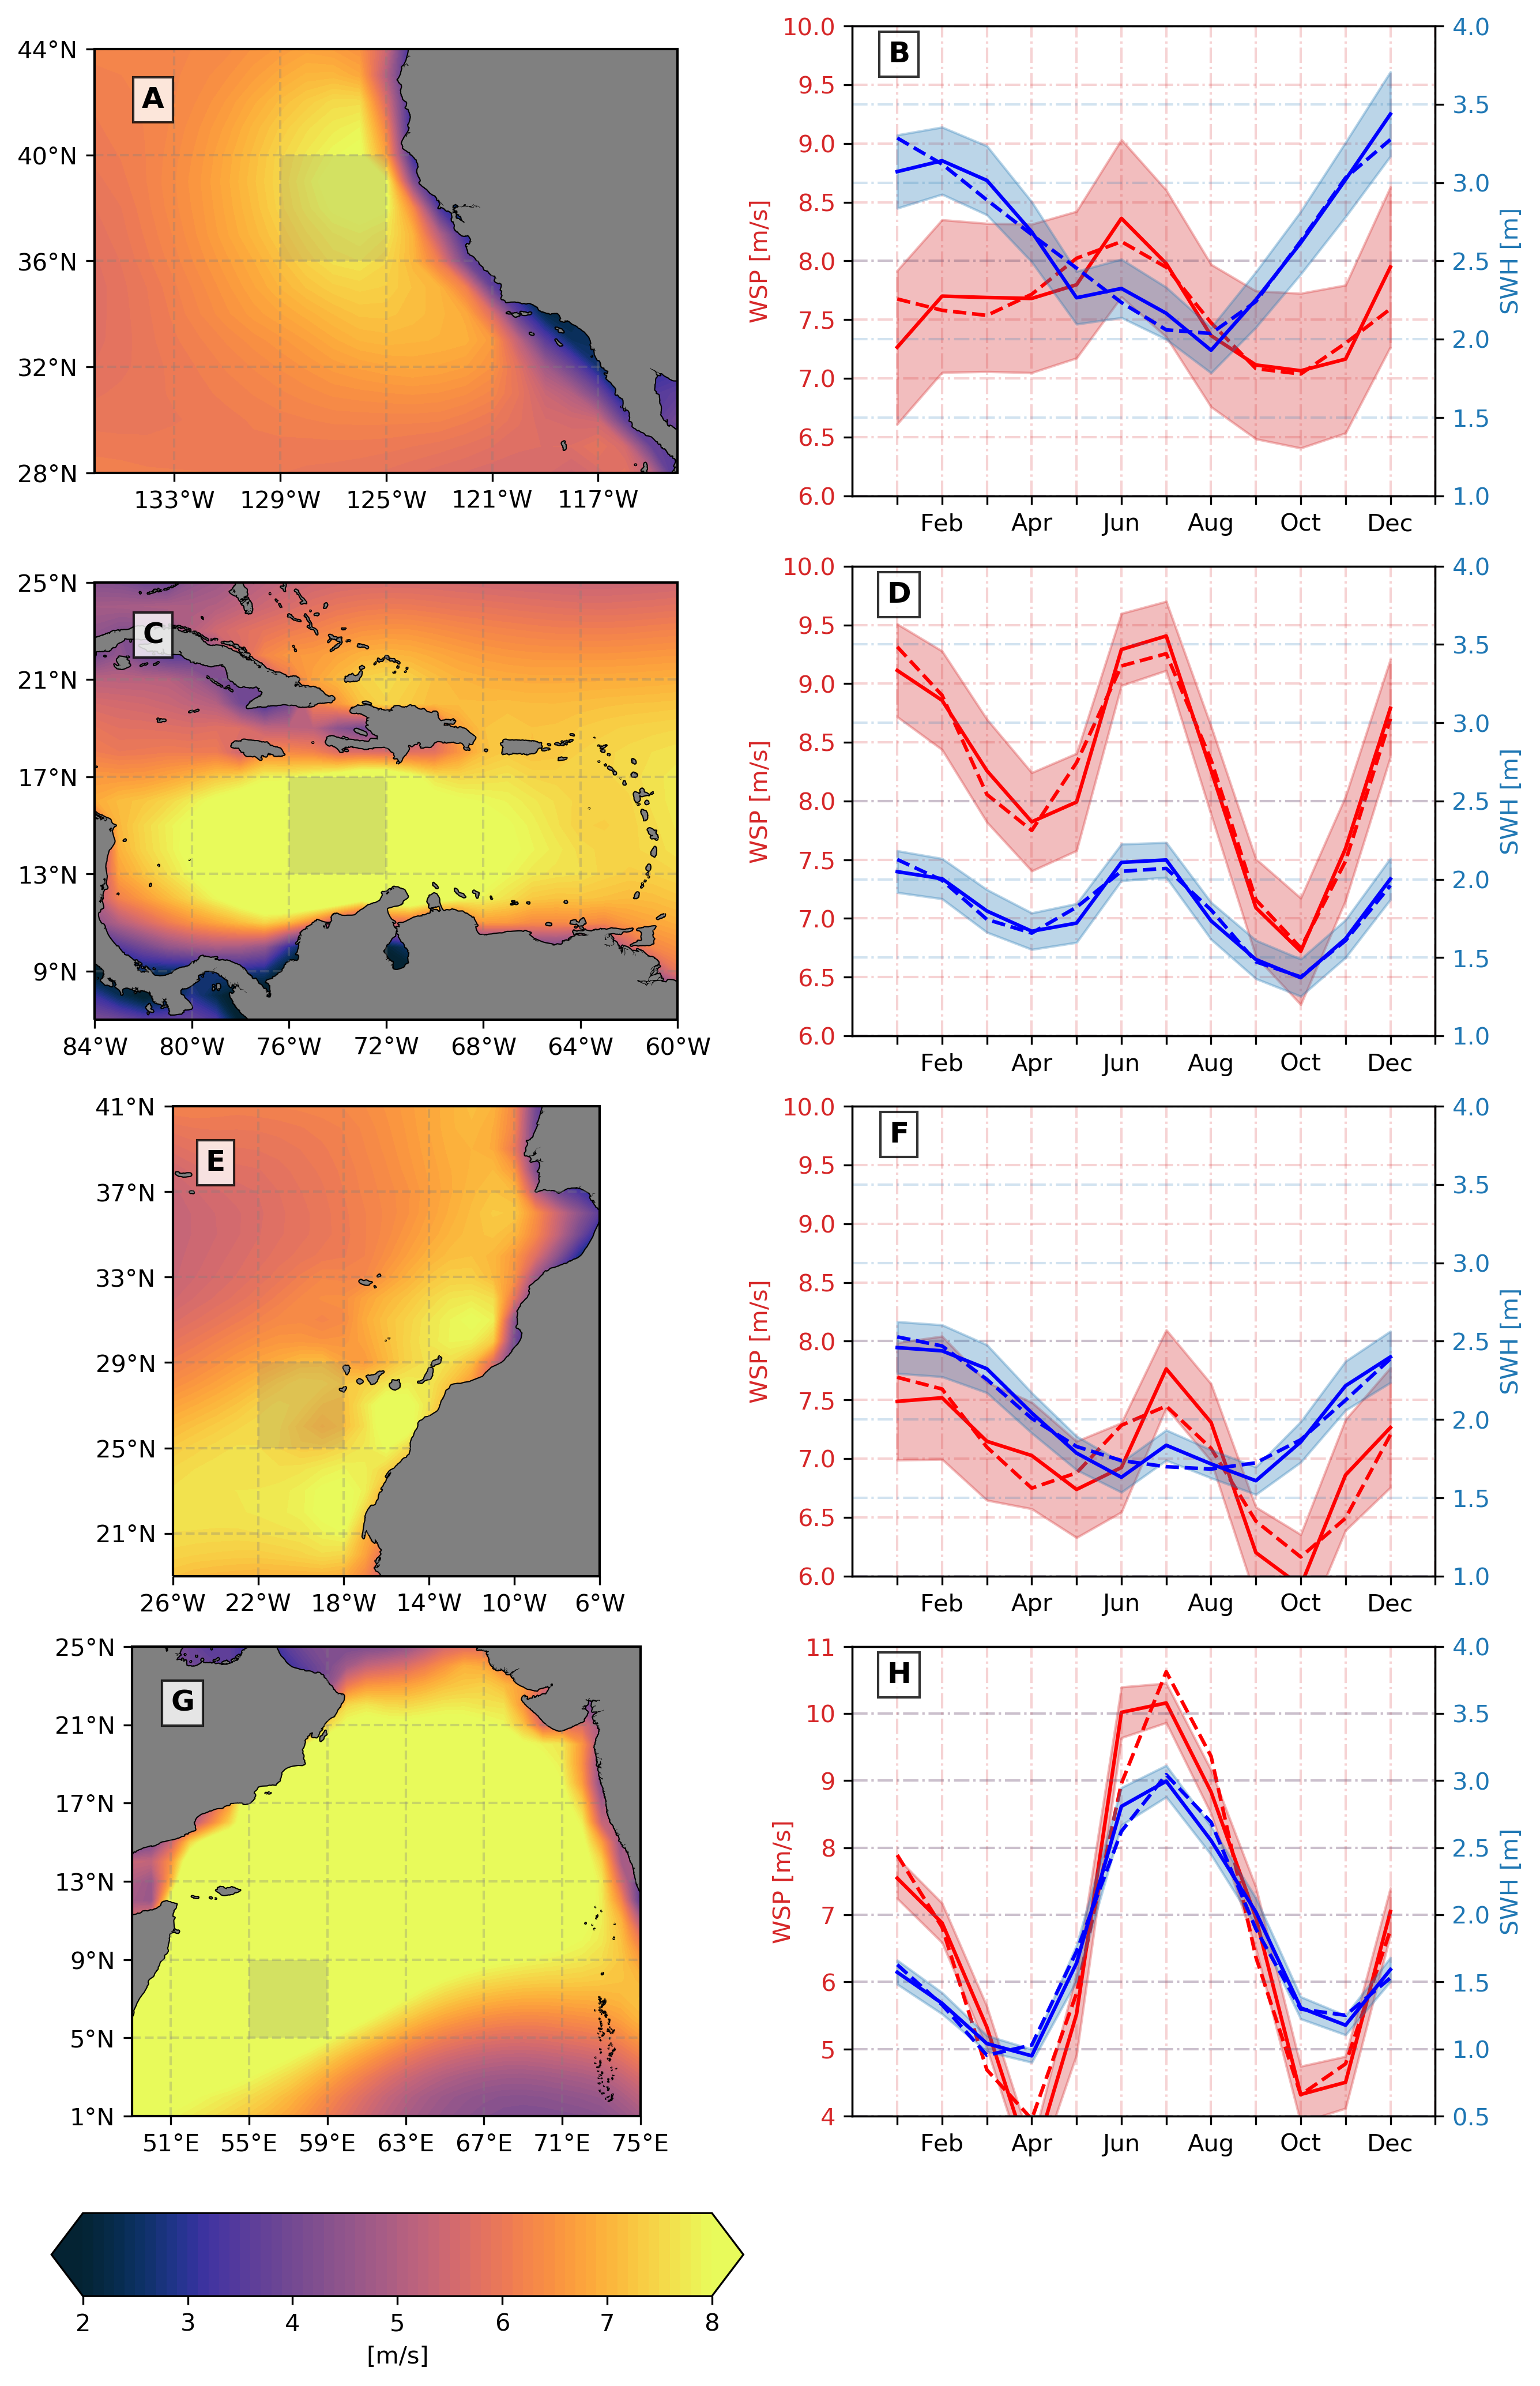 A
44°N
40°N
36°N
32°N
28°N
133°W 129°W 125°W 121°W 117°W
B
WSP [m/s]
10.0
9.5
9.0
8.5
8.0
7.5
7.0
6.5
6.0
SWH [m]
4.0
3.5
3.0
2.5
2.0
1.5
1.0
Feb Apr Jun Aug Oct Dec
C
25°N
21°N
17°N
13°N
9°N
84°W 80°W 76°W 72°W 68°W 64°W 60°W
D
WSP [m/s]
10.0
9.5
9.0
8.5
8.0
7.5
7.0
6.5
6.0
SWH [m]
4.0
3.5
3.0
2.5
2.0
1.5
1.0
Feb Apr Jun Aug Oct Dec
E
41°N
37°N
33°N
29°N
25°N
21°N
26°W 22°W 18°W 14°W 10°W 6°W
F
WSP [m/s]
10.0
9.5
9.0
8.5
8.0
7.5
7.0
6.5
6.0
SWH [m]
4.0
3.5
3.0
2.5
2.0
1.5
1.0
Feb Apr Jun Aug Oct Dec
G
25°N
21°N
17°N
13°N
9°N
5°N
1°N
51°E 55°E 59°E 63°E 67°E 71°E 75°E
H
WSP [m/s]
11
10
9
8
7
6
5
4
SWH [m]
4.0
3.5
3.0
2.5
2.0
1.5
1.0
0.5
Feb Apr Jun Aug Oct Dec
2 3 4 5 6 7 8
[m/s]